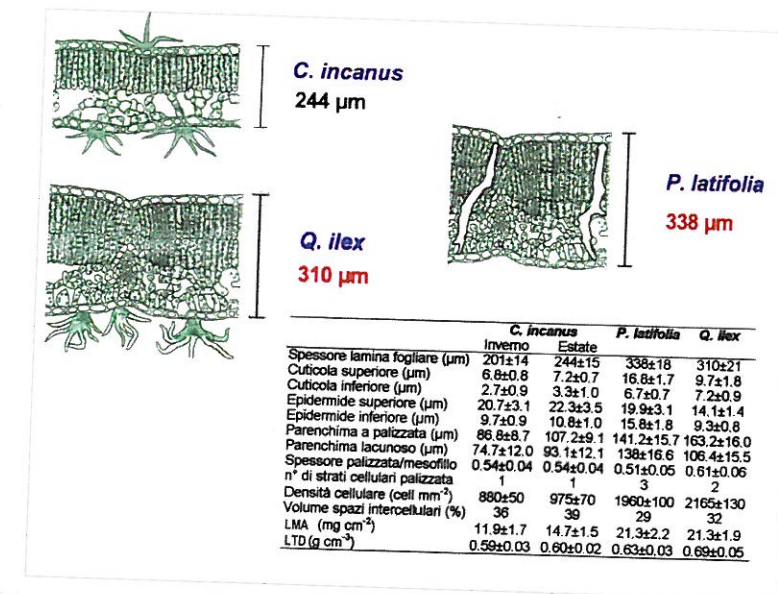 C. incanus
244 µm
P. latifolia
338 µm
Q. ilex
310 µm
C. incanus P. latifolia Q. ilex
Inverno Estate
Spessore lamina fogliare (µm) 201±14 244±15 338±18 310±21
Cuticola superiore (µm) 6.8±0.8 7.2±0.7 16.8±1.7 9.7±1.8
Cuticola inferiore (µm) 2.7±0.9 3.3±1.0 6.7±0.7 7.2±0.9
Epidermide superiore (µm) 20.7±3.1 22.3±3.5 19.9±3.1 14.1±1.4
Epidermide inferiore (µm) 9.7±0.9 10.8±1.0 15.8±1.8 9.3±0.8
Parenchima a palizzata (µm) 86.8±8.7 107.2±9.1 141.2±15.7 163.2±16.0
Parenchima lacunoso (µm) 74.7±12.0 93.1±12.1 138±16.6 106.4±15.5
Spessore palizzata/mesofillo 0.54±0.04 0.54±0.04 0.51±0.05 0.61±0.06
n° di strati cellulari palizzata 1 1 3 2
Densità cellulare (cell mm⁻²) 880±50 975±70 1960±100 2165±130
Volume spazi intercellulari (%) 36 39 29 32
LMA (mg cm⁻²) 11.9±1.7 14.7±1.5 21.3±2.2 21.3±1.9
LTD (g cm⁻³) 0.59±0.03 0.60±0.02 0.63±0.03 0.69±0.05